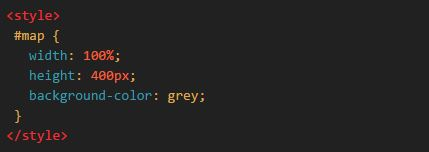 <style>
#map {
width: 100%;
height: 400px;
background-color: grey;
}
</style>